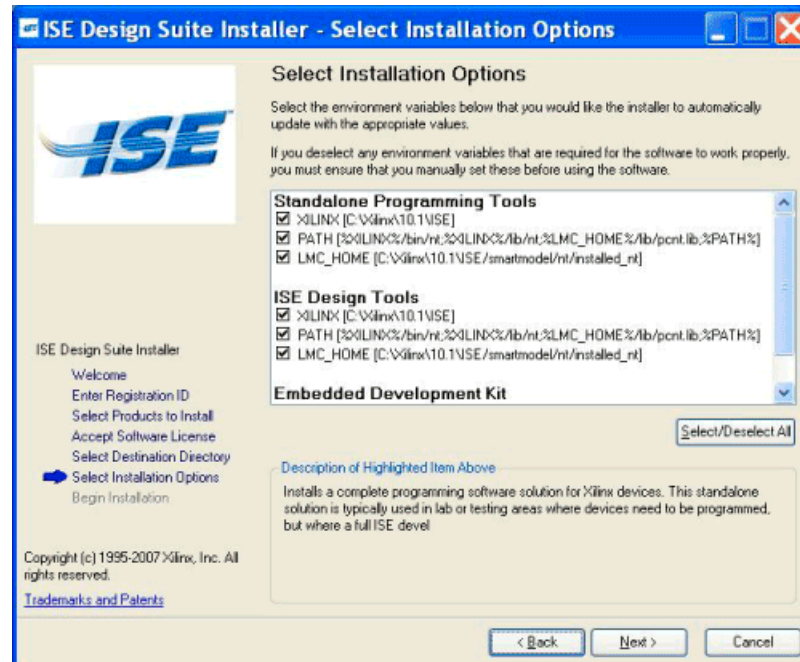 ISE Design Suite Installer - Select Installation Options
ISE
Select Installation Options
Select the environment variables below that you would like the installer to automatically
update with the appropriate values.
If you deselect any environment variables that are required for the software to work properly,
you must ensure that you manually set these before using the software.
Standalone Programming Tools
XILINX [C:\Xilinx\10.1\ISE]
PATH [%XILINX%/bin/nt;%XILINX%/lib/nt;%LMC_HOME%/lib/pcnt.lib;%PATH%]
LMC_HOME [C:\Xilinx\10.1\ISE/smartmodel/nt/installed_nt]
ISE Design Tools
XILINX [C:\Xilinx\10.1\ISE]
PATH [%XILINX%/bin/nt;%XILINX%/lib/nt;%LMC_HOME%/lib/pcnt.lib;%PATH%]
LMC_HOME [C:\Xilinx\10.1\ISE/smartmodel/nt/installed_nt]
Embedded Development Kit
Select/Deselect All
ISE Design Suite Installer
Welcome
Enter Registration ID
Select Products to Install
Accept Software License
Select Destination Directory
Select Installation Options
Begin Installation
Description of Highlighted Item Above
Installs a complete programming software solution for Xilinx devices. This standalone
solution is typically used in lab or testing areas where devices need to be programmed,
but where a full ISE devel
Copyright (c) 1995-2007 Xilinx, Inc. All
rights reserved.
Trademarks and Patents
< Back
Next >
Cancel